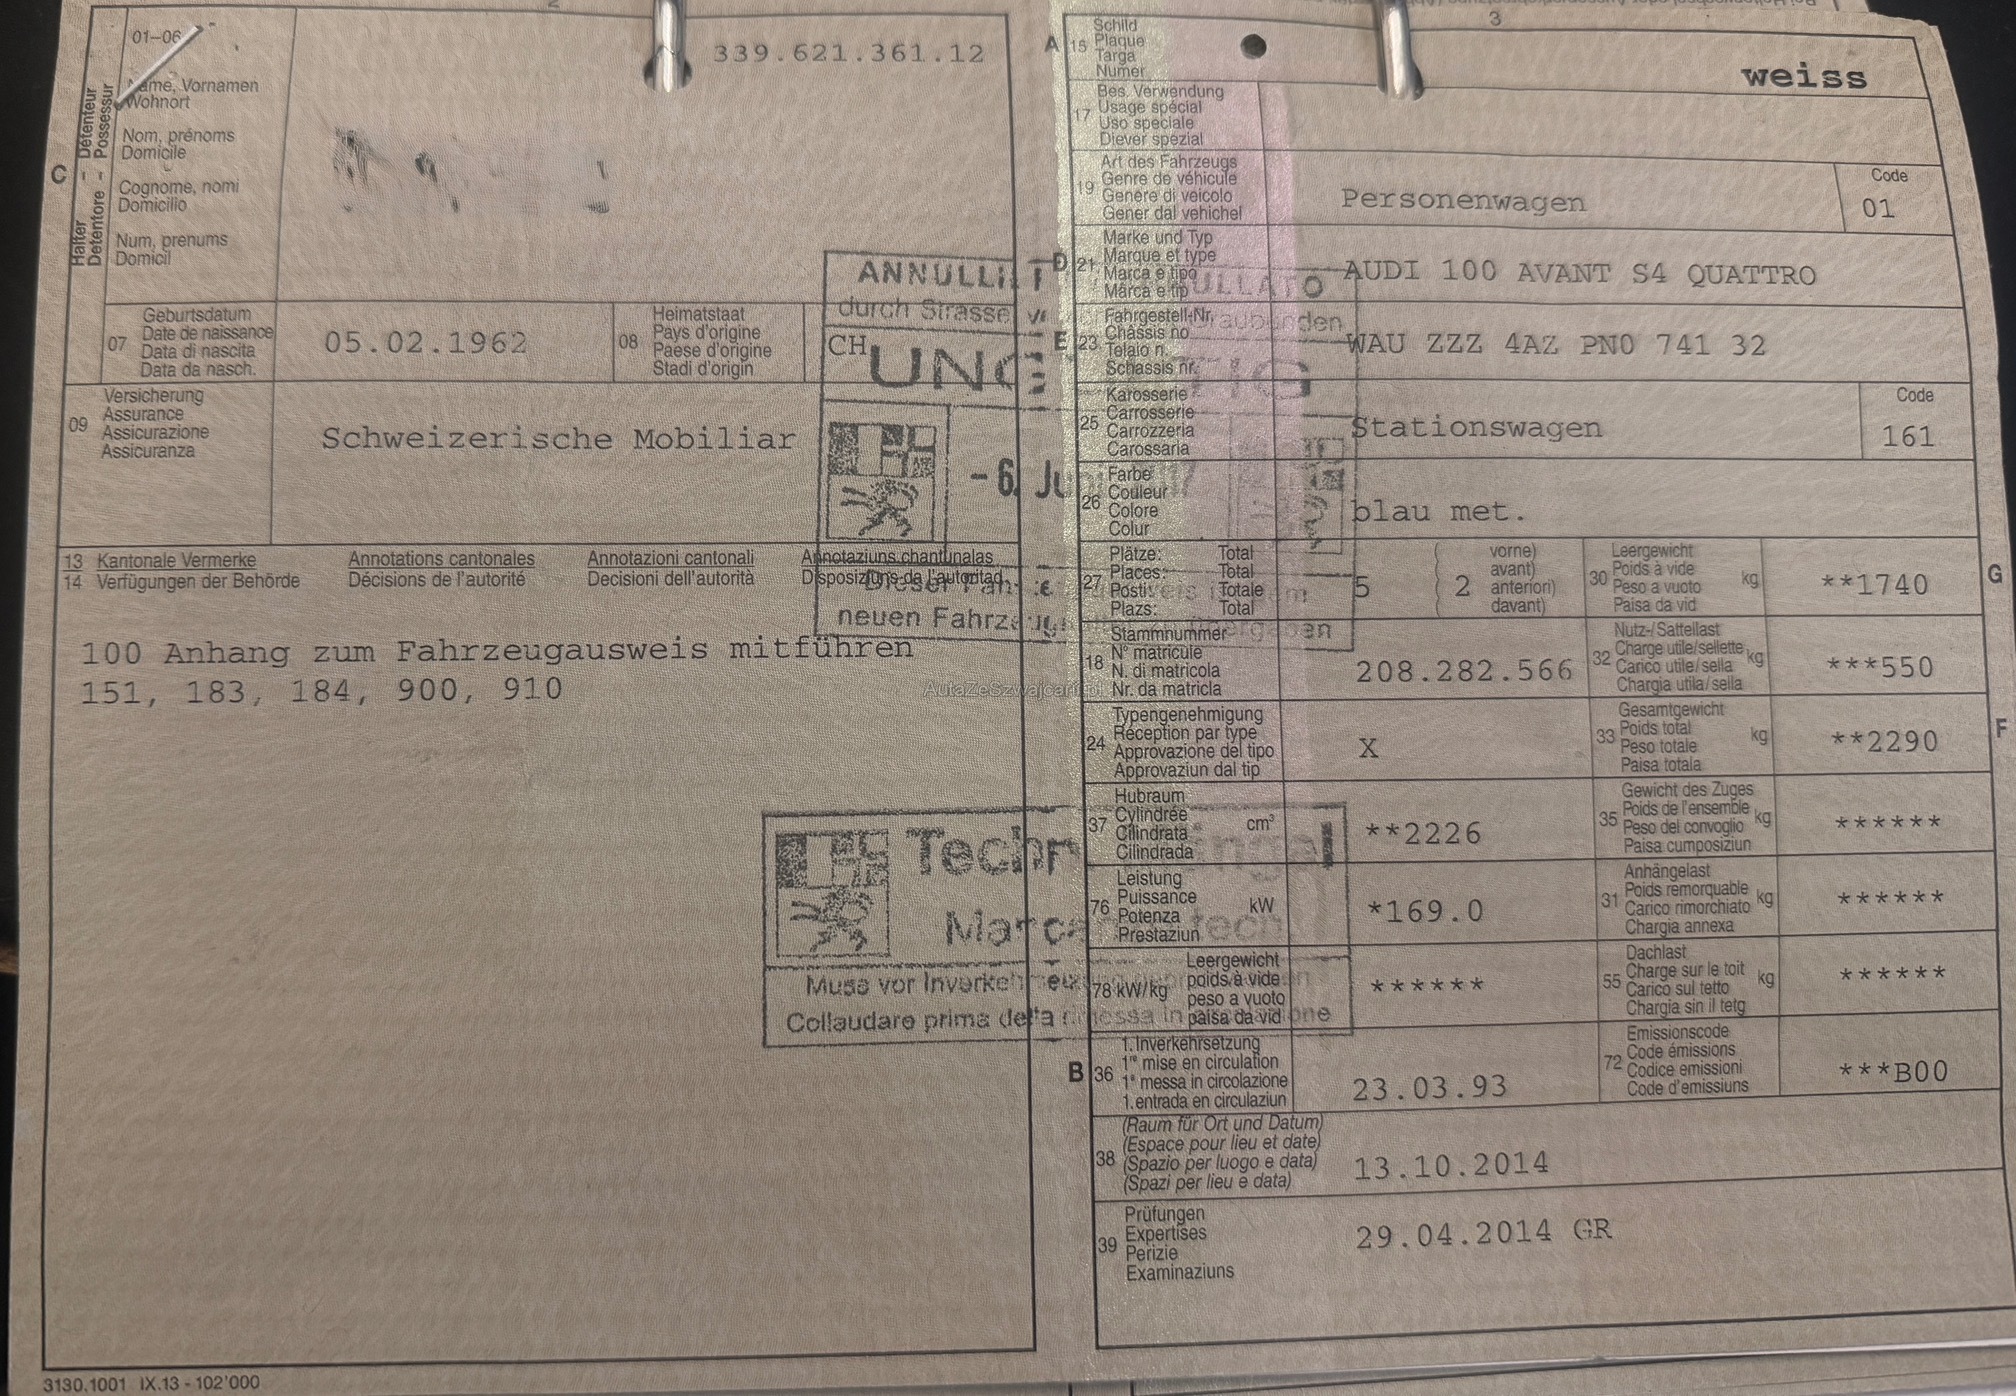 2
01–06
339.621.361.12
Name, Vornamen
Wohnort
Nom, prénoms
Domicile
Cognome, nomi
Domicilio
Num, prenums
Domicil
C
Halter – Détenteur
Detentore – Possessur
07
Geburtsdatum
Date de naissance
Data di nascita
Data da nasch.
05.02.1962
08
Heimatstaat
Pays d'origine
Paese d'origine
Stadi d'origin
CH
09
Versicherung
Assurance
Assicurazione
Assicuranza
Schweizerische Mobiliar
13 Kantonale Vermerke Annotations cantonales Annotazioni cantonali Annotaziuns chantunalas
14 Verfügungen der Behörde Décisions de l'autorité Decisioni dell'autorità Disposiziuns da l'autoritad
100 Anhang zum Fahrzeugausweis mitführen
151, 183, 184, 900, 910
durch Strasse
- 6. Ju
neuen
Muss vor
Collaudare prima della
AutaZeSzwajcarii.pl
3130.1001 IX.13 - 102'000
3
A 15
Schild
Plaque
Targa
Numer
weiss
17
Bes. Verwendung
Usage spécial
Uso speciale
Diever spezial
19
Art des Fahrzeugs
Genre de véhicule
Genere di veicolo
Gener dal vehichel
Personenwagen
Code
01
D 21
Marke und Typ
Marque et type
Marca e tipo
Marca e tip
AUDI 100 AVANT S4 QUATTRO
E 23
Fahrgestell-Nr.
Châssis no
Telaio n.
Schassis nr.
WAU ZZZ 4AZ PN0 741 32
25
Karosserie
Carrosserie
Carrozzeria
Carossaria
Stationswagen
Code
161
26
Farbe
Couleur
Colore
Colur
blau met.
27
Plätze: Total
Places: Total
Posti: Totale
Plazs: Total
5
2
vorne)
avant)
anteriori)
davant)
30
Leergewicht
Poids à vide
Peso a vuoto
Paisa da vid
kg
**1740
G
18
Stammnummer
N° matricule
N. di matricola
Nr. da matricla
208.282.566
32
Nutz-/Sattellast
Charge utile/sellette
Carico utile/sella
Chargia utila/sella
kg
***550
24
Typengenehmigung
Réception par type
Approvazione del tipo
Approvaziun dal tip
X
33
Gesamtgewicht
Poids total
Peso totale
Paisa totala
kg
**2290
F
37
Hubraum
Cylindrée
Cilindrata
Cilindrada
cm³
**2226
35
Gewicht des Zuges
Poids de l'ensemble
Peso del convoglio
Paisa cumposiziun
kg
******
76
Leistung
Puissance
Potenza
Prestaziun
kW
*169.0
31
Anhängelast
Poids remorquable
Carico rimorchiato
Chargia annexa
kg
******
78 kW/kg
Leergewicht
poids à vide
peso a vuoto
paisa da vid
******
55
Dachlast
Charge sur le toit
Carico sul tetto
Chargia sin il tetg
kg
******
B 36
1. Inverkehrsetzung
1re mise en circulation
1a messa in circolazione
1. entrada en circulaziun
23.03.93
72
Emissionscode
Code émissions
Codice emissioni
Code d'emissiuns
***B00
38
(Raum für Ort und Datum)
(Espace pour lieu et date)
(Spazio per luogo e data)
(Spazi per lieu e data)
13.10.2014
39
Prüfungen
Expertises
Perizie
Examinaziuns
29.04.2014 GR